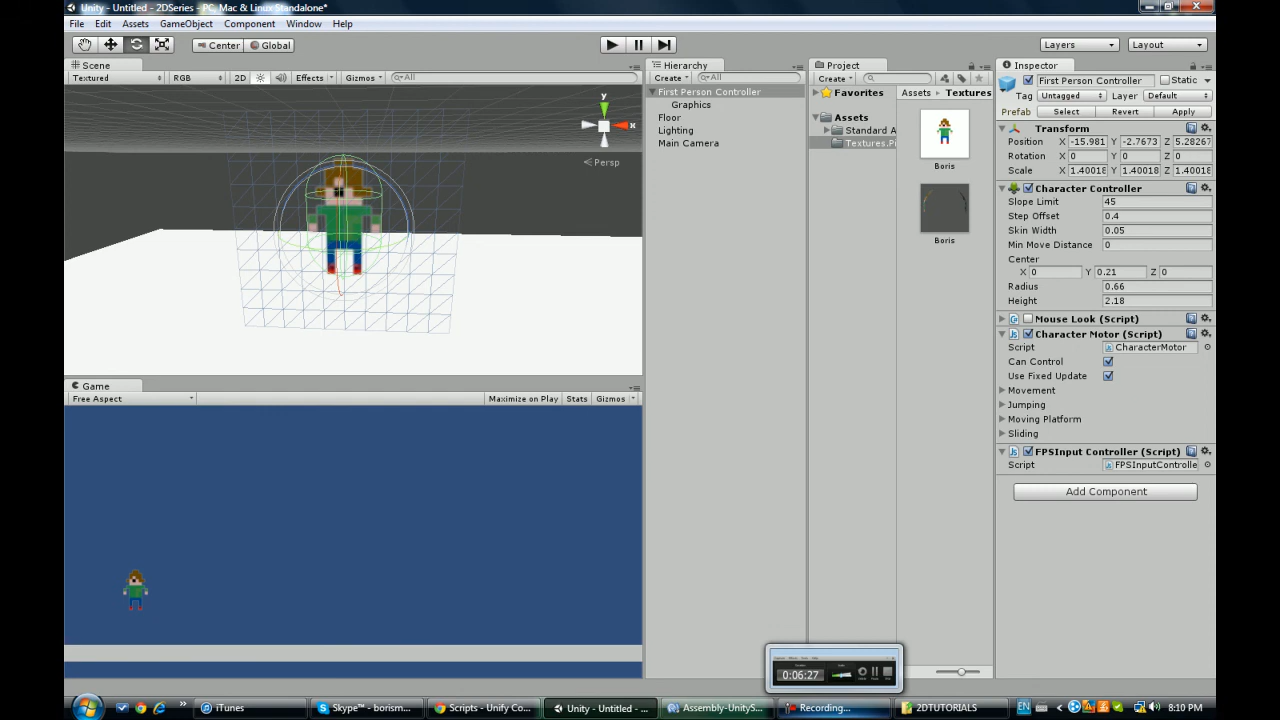 Unity - Untitled - 2DSeries - PC, Mac & Linux Standalone*
File Edit Assets GameObject Component Window Help
Center Global Layers Layout
Scene
Textured RGB 2D Effects Gizmos All
y
x
Persp
Game
Free Aspect Maximize on Play Stats Gizmos
Hierarchy
Create All
First Person Controller
Graphics
Floor
Lighting
Main Camera
Project
Create
Favorites
Assets
Standard A
Textures.Pi
Assets Textures
Boris
Boris
Inspector
First Person Controller Static
Tag Untagged Layer Default
Prefab Select Revert Apply
Transform
Position X -15.981 Y -2.7673 Z 5.28267
Rotation X 0 Y 0 Z 0
Scale X 1.40018 Y 1.40018 Z 1.40018
Character Controller
Slope Limit 45
Step Offset 0.4
Skin Width 0.05
Min Move Distance 0
Center
X 0 Y 0.21 Z 0
Radius 0.66
Height 2.18
Mouse Look (Script)
Character Motor (Script)
Script CharacterMotor
Can Control
Use Fixed Update
Movement
Jumping
Moving Platform
Sliding
FPSInput Controller (Script)
Script FPSInputControlle
Add Component
0:06:27
iTunes Skype™ - borism... Scripts - Unify Co... Unity - Untitled - ... Assembly-UnityS... Recording... 2DTUTORIALS EN 8:10 PM